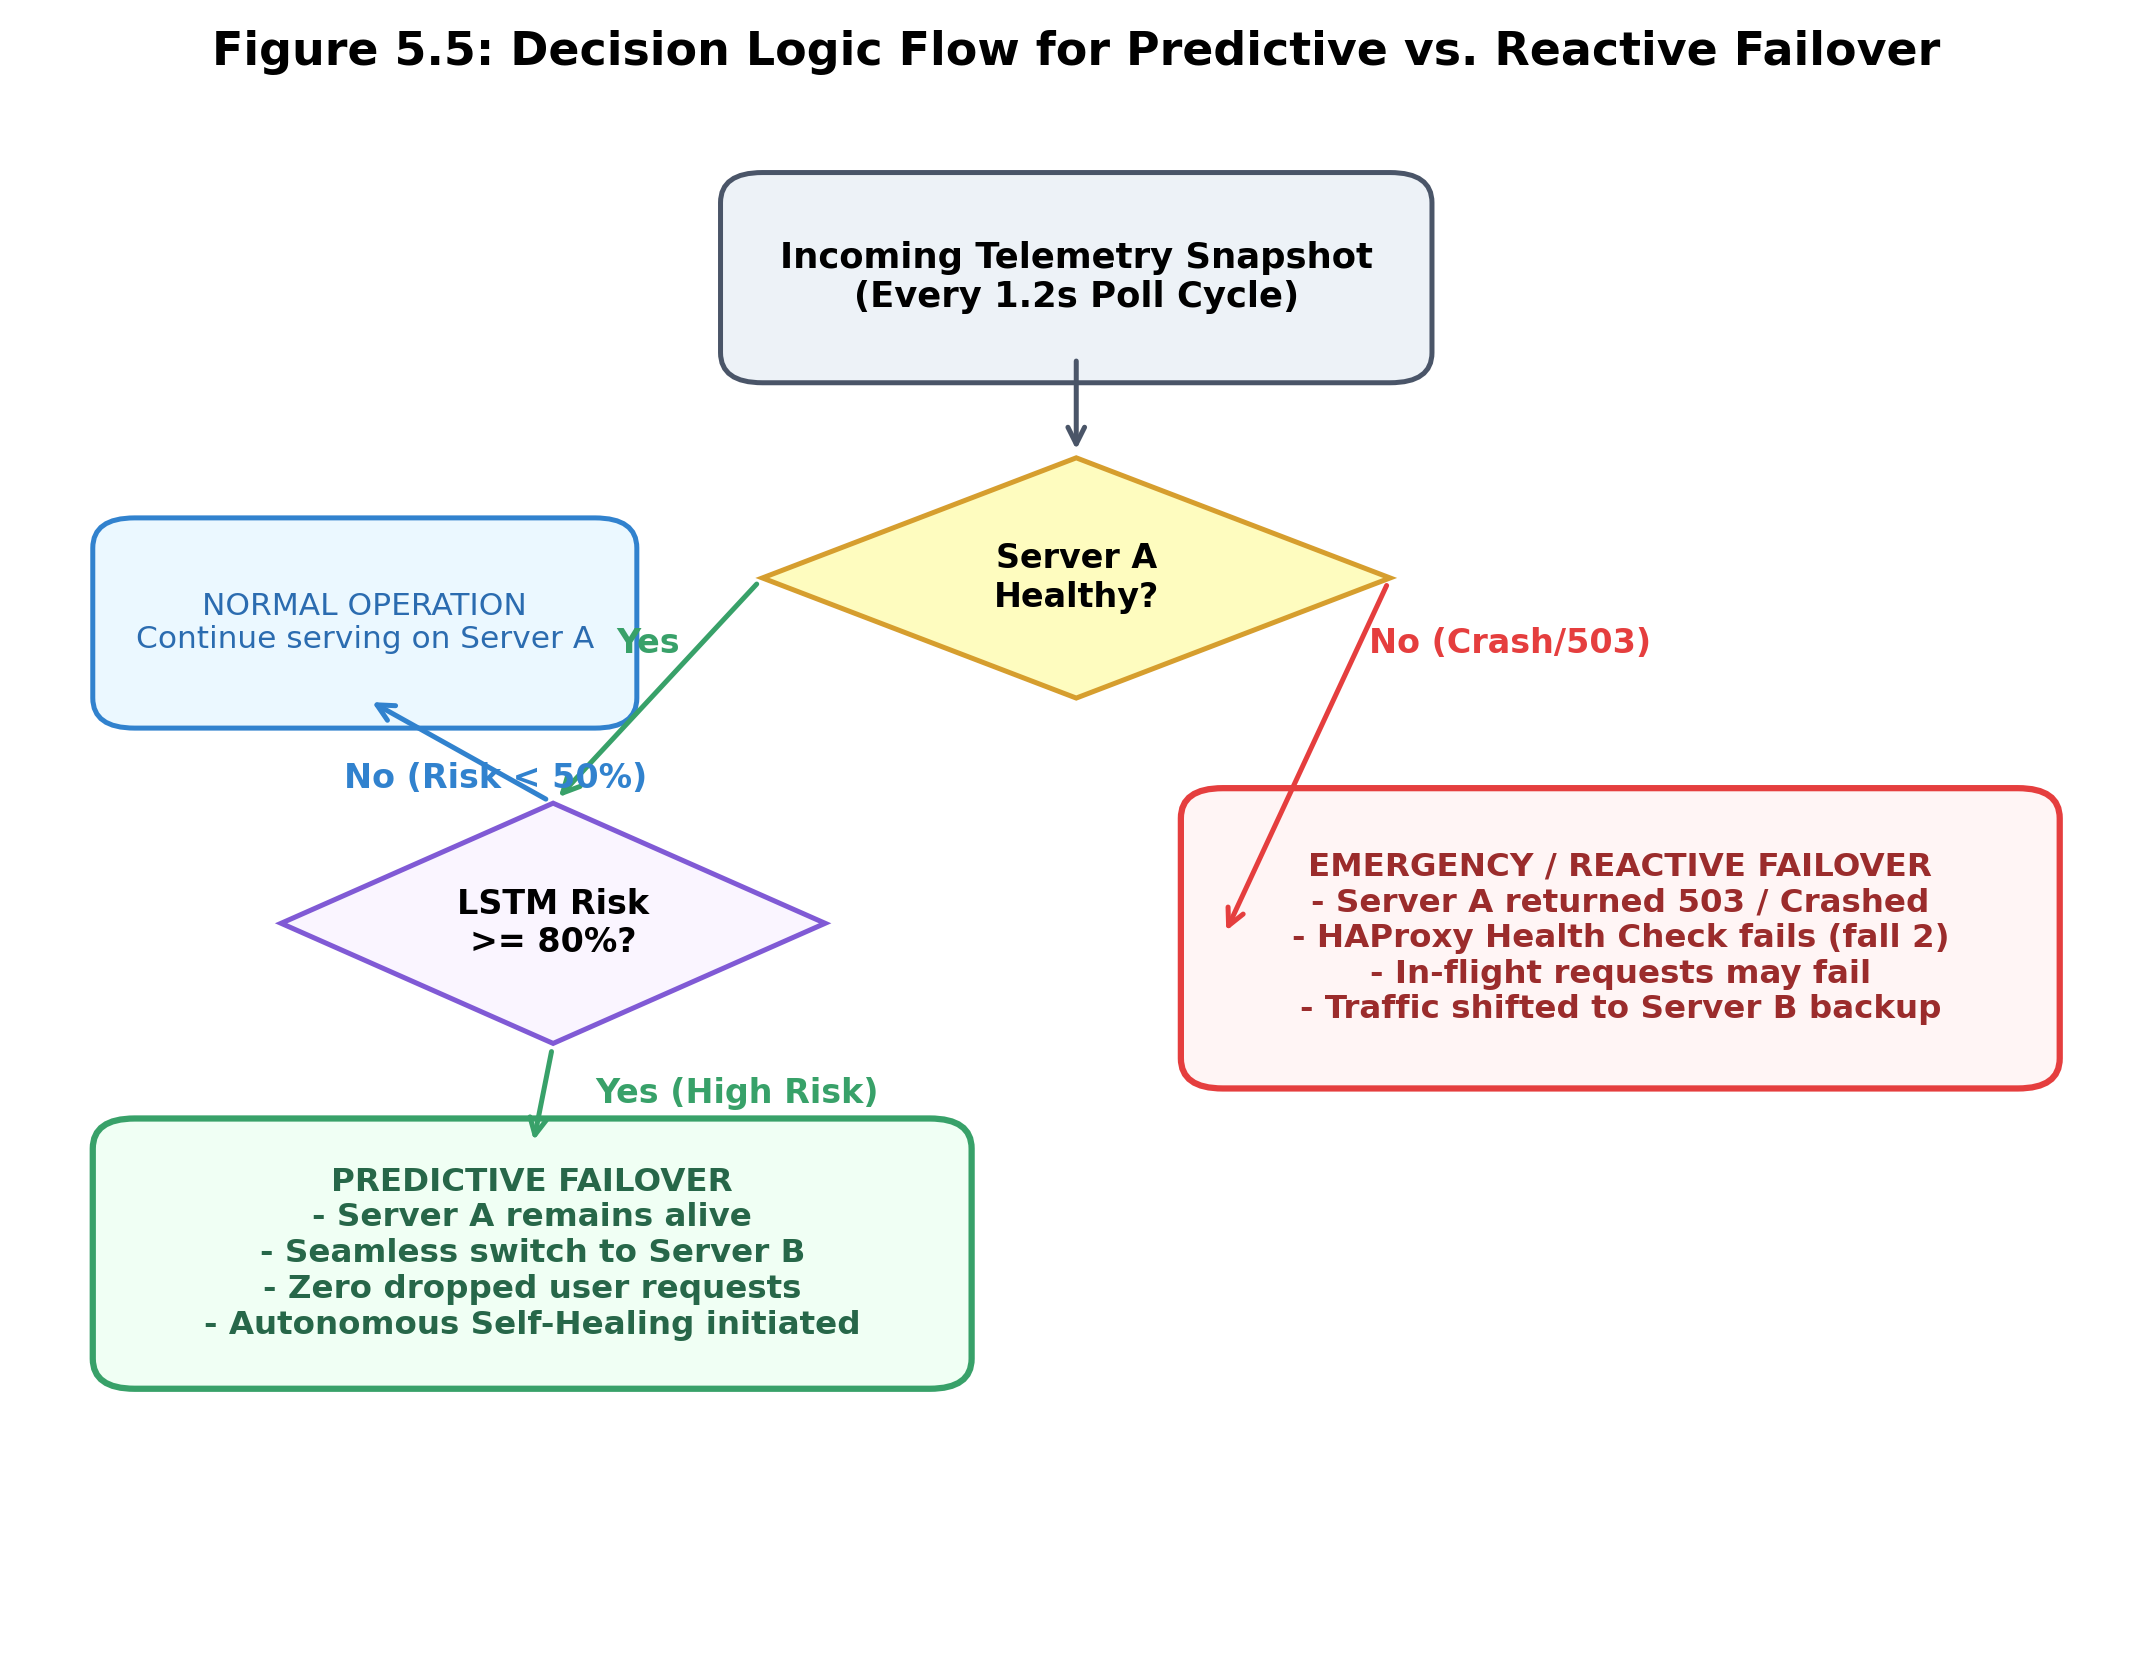 Figure 5.5: Decision Logic Flow for Predictive vs. Reactive Failover
Incoming Telemetry Snapshot
(Every 1.2s Poll Cycle)
Server A
Healthy?
NORMAL OPERATION
Continue serving on Server A
Yes
No (Crash/503)
No (Risk < 50%)
LSTM Risk
>= 80%?
EMERGENCY / REACTIVE FAILOVER
- Server A returned 503 / Crashed
- HAProxy Health Check fails (fall 2)
- In-flight requests may fail
- Traffic shifted to Server B backup
Yes (High Risk)
PREDICTIVE FAILOVER
- Server A remains alive
- Seamless switch to Server B
- Zero dropped user requests
- Autonomous Self-Healing initiated